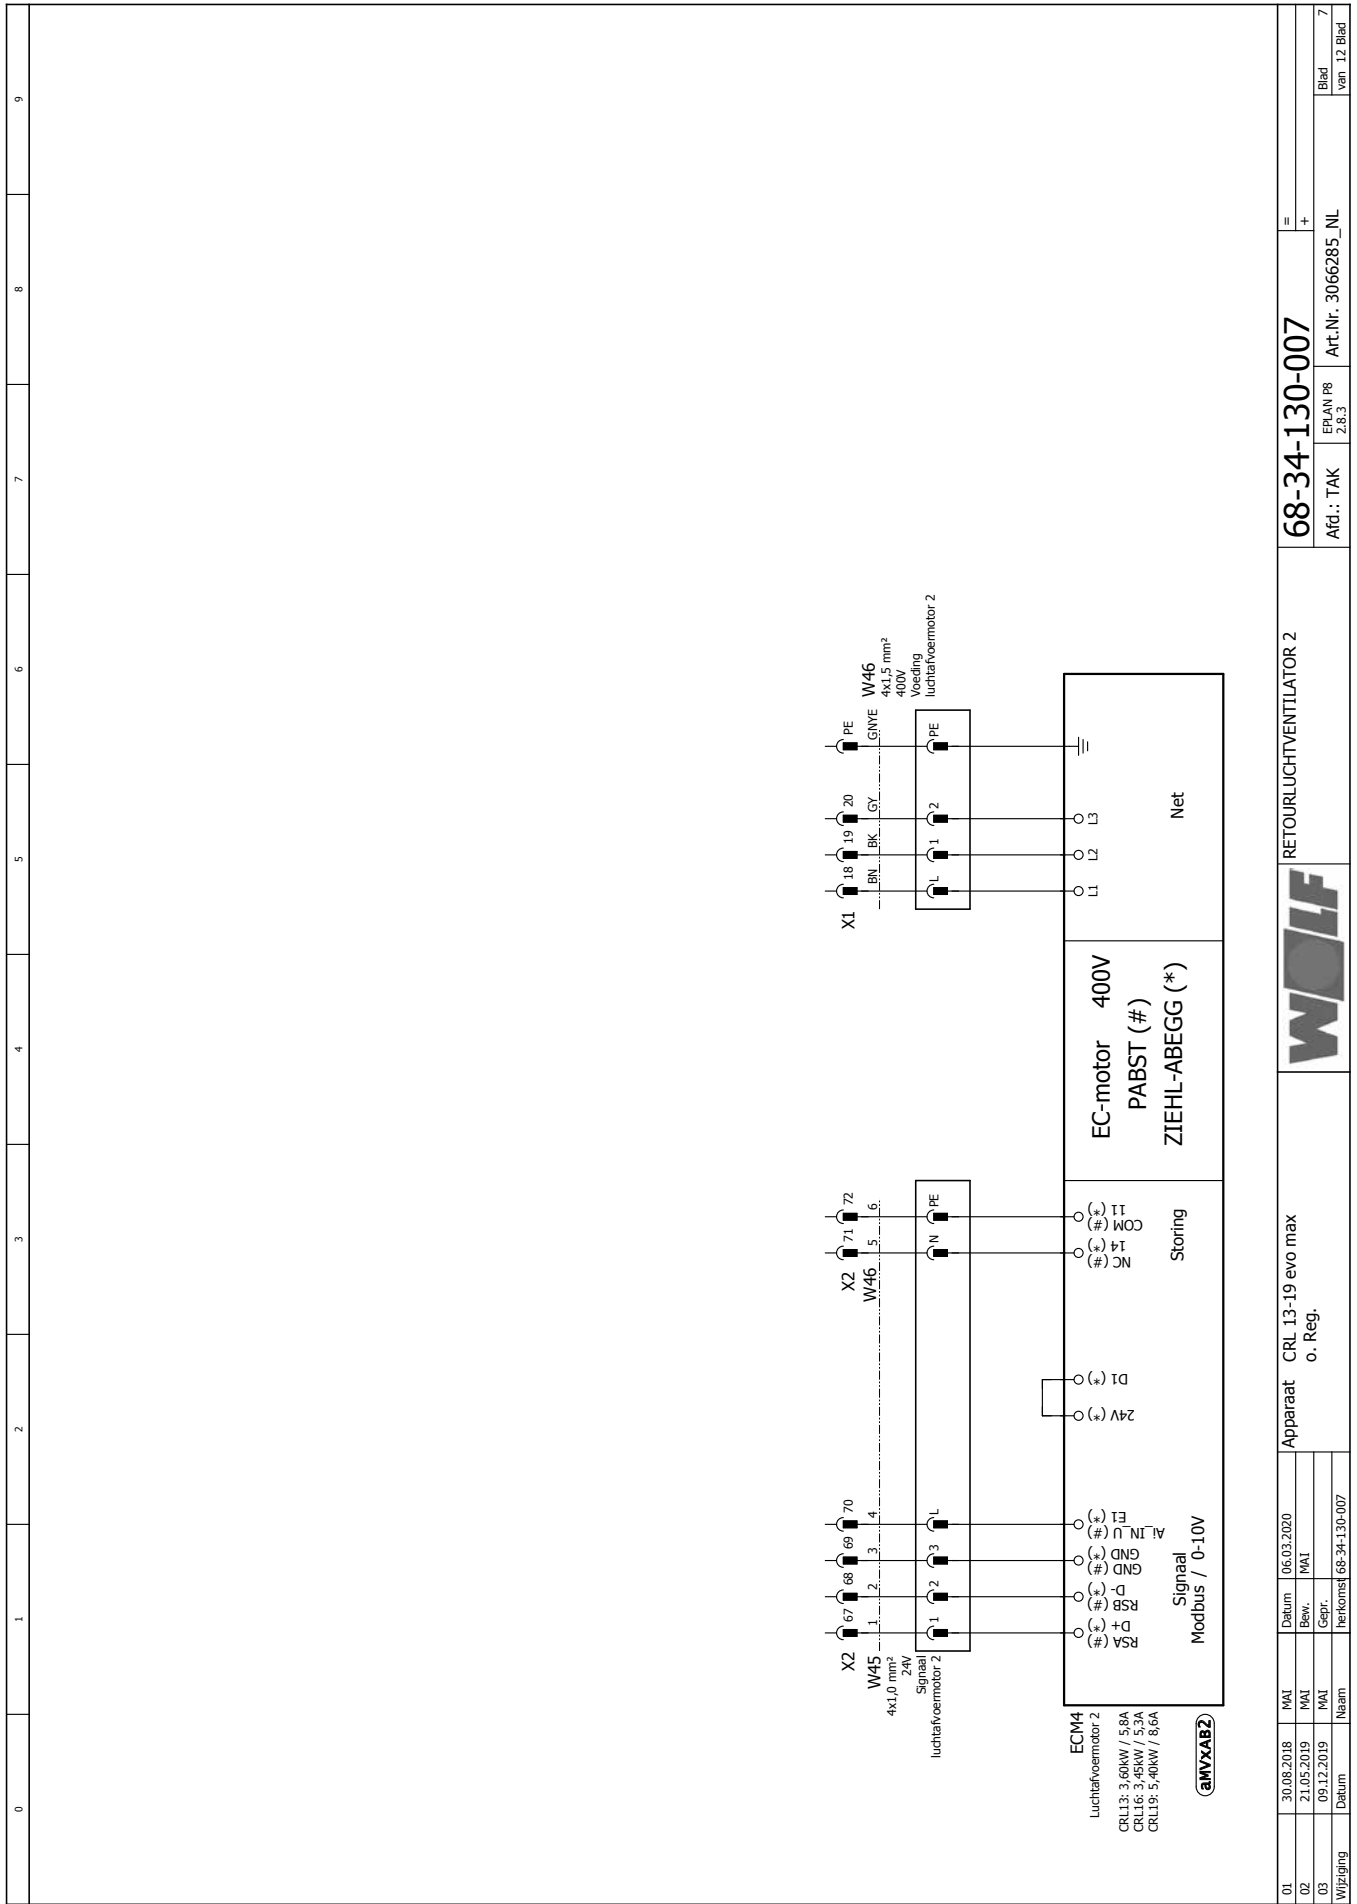 0 1 2 3 4 5 6 7 8 9
X2 67 68 69 70 X2 71 72 X1 18 19 20 PE
W45 1 2 3 4 W46 5 6 BN BK GY GNYE W46
4x1,0 mm²
24V
Signaal
luchtafvoermotor 2
4x1,5 mm²
400V
Voeding
luchtafvoermotor 2
1 2 3 L N PE L 1 2 PE
ECM4
Luchtafvoermotor 2
CRL13: 3,60kW / 5,8A
CRL16: 3,45kW / 5,3A
CRL19: 5,40kW / 8,6A
aMVxAB2
RSA (#)
D+ (*)
RSB (#)
D- (*)
GND (#)
GND (*)
Ai_IN_U (#)
E1 (*)
24V (*)
D1 (*)
NC (#)
14 (*)
COM (#)
11 (*)
Signaal
Modbus / 0-10V
Storing
EC-motor 400V
PABST (#)
ZIEHL-ABEGG (*)
L1 L2 L3
Net
01 30.08.2018 MAI
02 21.05.2019 MAI
03 09.12.2019 MAI
Wijziging Datum Naam
Datum 06.03.2020
Bew. MAI
Gepr.
herkomst 68-34-130-007
Apparaat CRL 13-19 evo max
o. Reg.
WOLF
RETOURLUCHTVENTILATOR 2
68-34-130-007
=
+
Afd.: TAK
EPLAN P8
2.8.3
Art.Nr. 3066285_NL
Blad 7
van 12 Blad